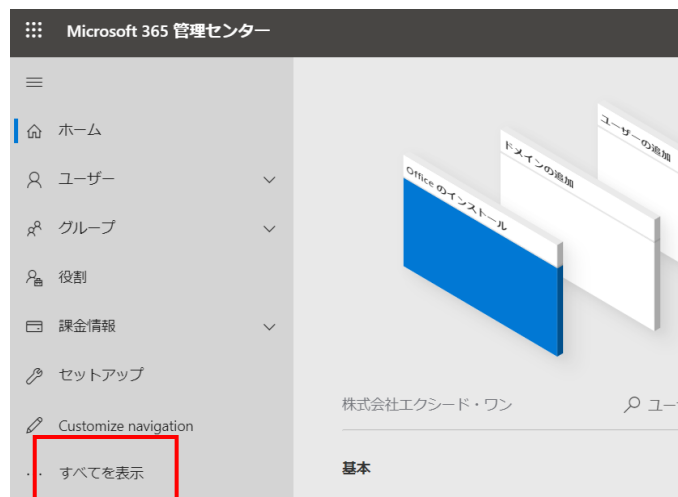 Microsoft 365 管理センター
ホーム
ユーザー
グループ
役割
課金情報
セットアップ
Customize navigation
すべてを表示
Office のインストール
ドメインの追加
ユーザーの追加
株式会社エクシード・ワン
ユー
基本